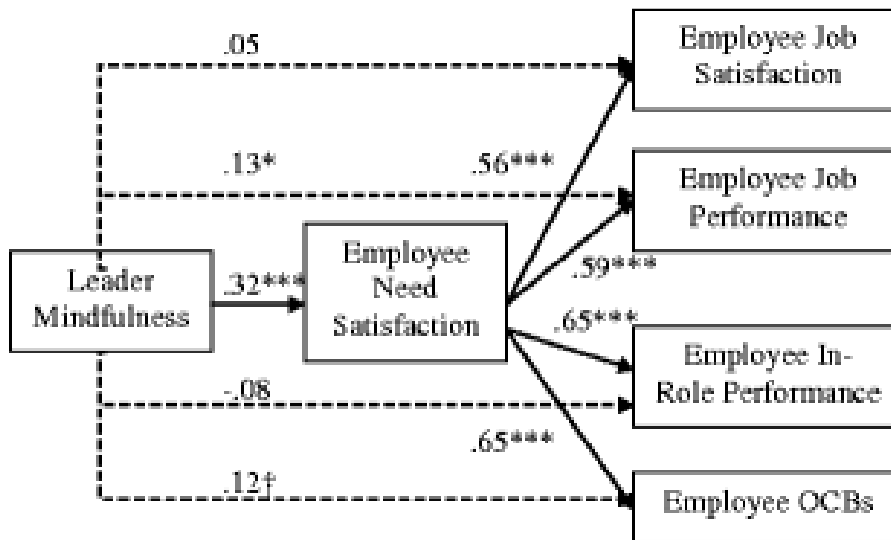 .05
Employee Job
Satisfaction
.13*
.56***
Employee Job
Performance
Leader
Mindfulness
.32***
Employee
Need
Satisfaction
.59***
.65***
Employee In-
Role Performance
-.08
.65***
.12†
Employee OCBs